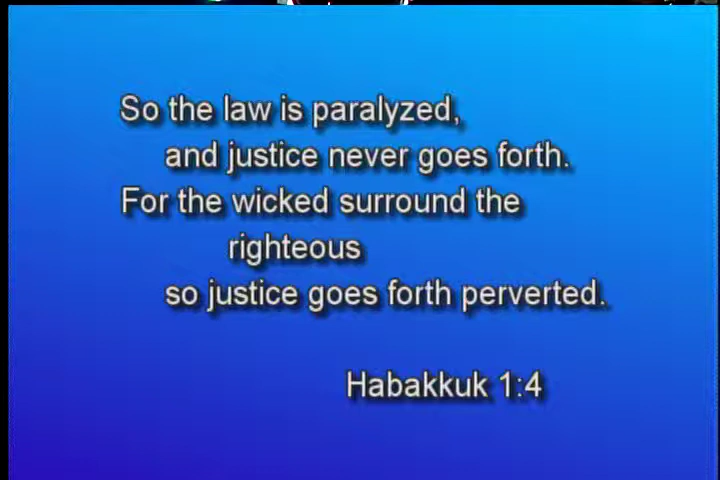 So the law is paralyzed,
and justice never goes forth.
For the wicked surround the
righteous
so justice goes forth perverted.
Habakkuk 1:4